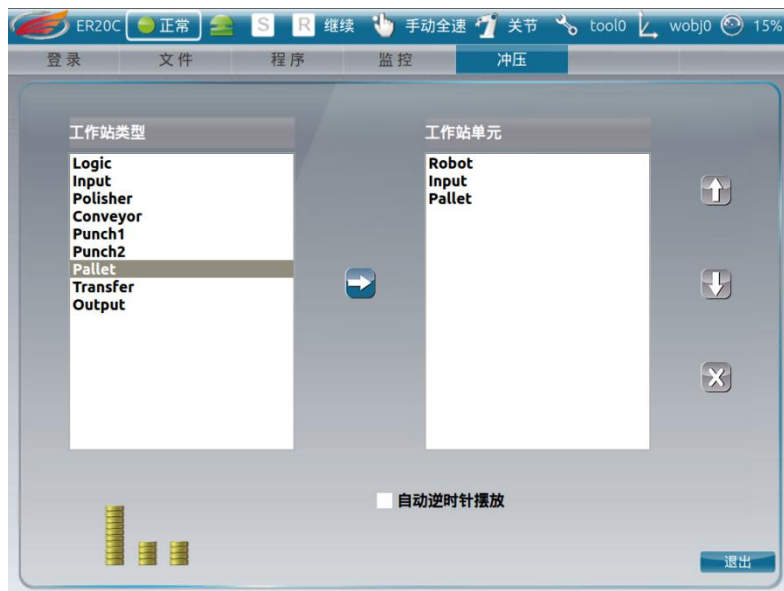 ER20C 正常 S R 继续 手动全速 关节 tool0 wobj0 15%
登录 文件 程序 监控 冲压
工作站类型 工作站单元
Logic
Input
Polisher
Conveyor
Punch1
Punch2
Pallet
Transfer
Output
Robot
Input
Pallet
自动逆时针摆放
退出